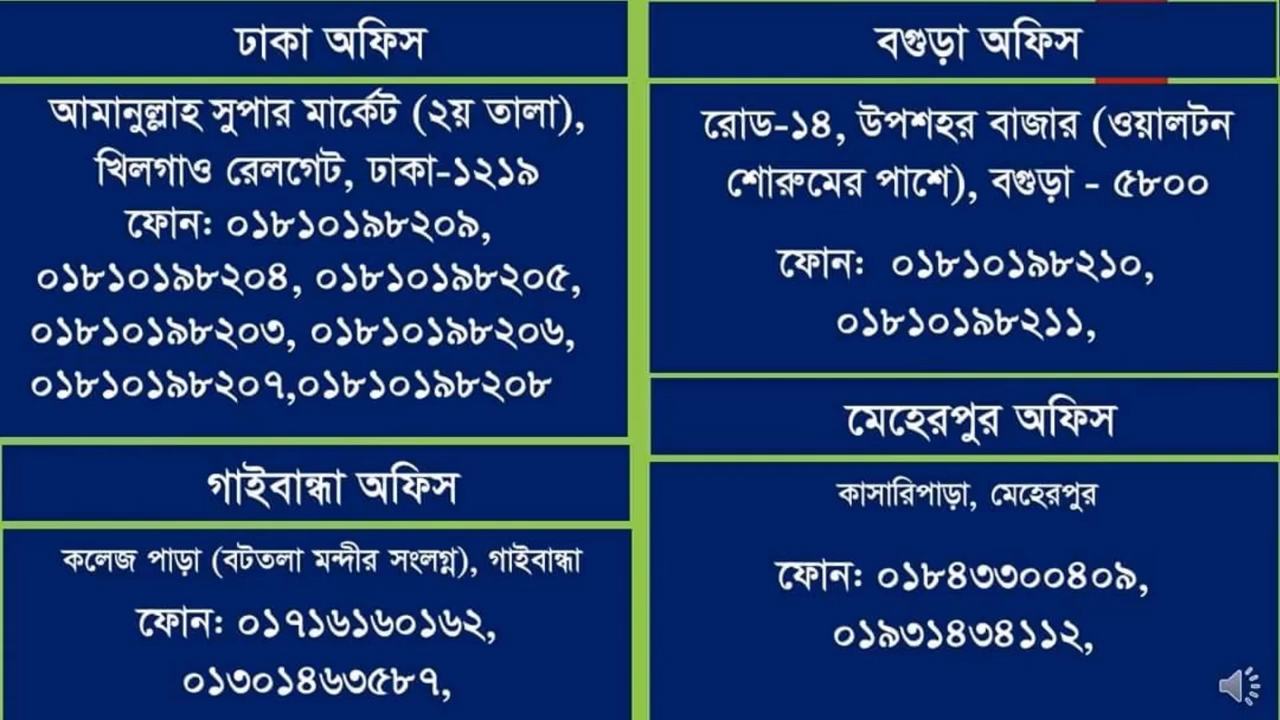 ঢাকা অফিস
আমানুল্লাহ সুপার মার্কেট (২য় তালা),
খিলগাও রেলগেট, ঢাকা-১২১৯
ফোন: ০১৮১০১৯৮২০৯,
০১৮১০১৯৮২০৪, ০১৮১০১৯৮২০৫,
০১৮১০১৯৮২০৩, ০১৮১০১৯৮২০৬,
০১৮১০১৯৮২০৭,০১৮১০১৯৮২০৮
গাইবান্ধা অফিস
কলেজ পাড়া (বটতলা মন্দীর সংলগ্ন), গাইবান্ধা
ফোন: ০১৭১৬১৬০১৬২,
০১৩০১৪৬৩৫৮৭,
বগুড়া অফিস
রোড-১৪, উপশহর বাজার (ওয়ালটন
শোরুমের পাশে), বগুড়া - ৫৮০০
ফোন: ০১৮১০১৯৮২১০,
০১৮১০১৯৮২১১,
মেহেরপুর অফিস
কাসারিপাড়া, মেহেরপুর
ফোন: ০১৮৪৩৩০০৪০৯,
০১৯৩১৪৩৪১১২,